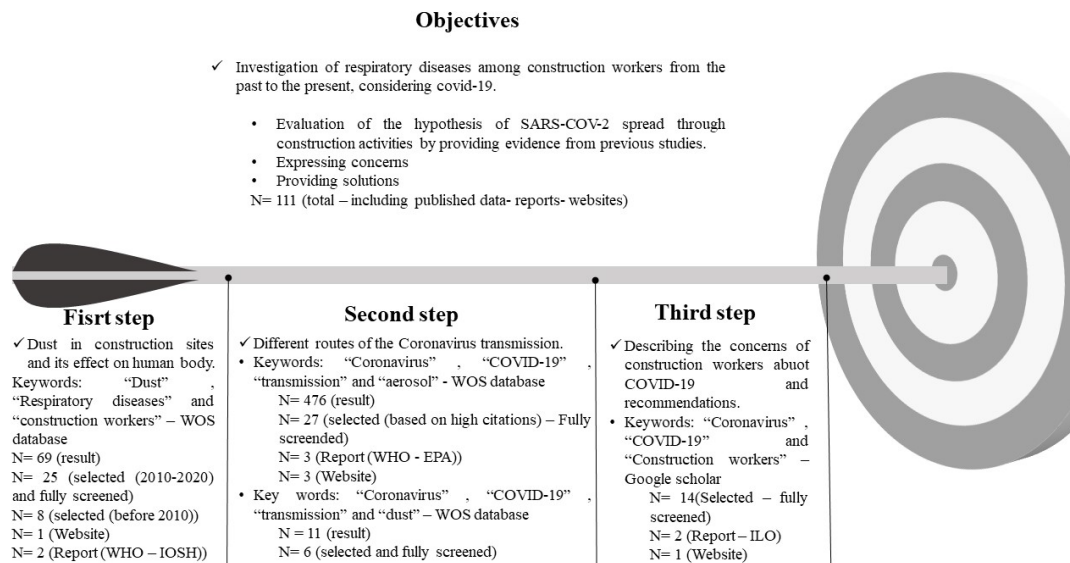 Objectives
✓ Investigation of respiratory diseases among construction workers from the
past to the present, considering covid-19.
• Evaluation of the hypothesis of SARS-COV-2 spread through
construction activities by providing evidence from previous studies.
• Expressing concerns
• Providing solutions
N= 111 (total – including published data- reports- websites)
Fisrt step
✓ Dust in construction sites
and its effect on human body.
Keywords: “Dust” ,
“Respiratory diseases” and
“construction workers” – WOS
database
N= 69 (result)
N= 25 (selected (2010-2020)
and fully screened)
N= 8 (selected (before 2010))
N= 1 (Website)
N= 2 (Report (WHO – IOSH))
Second step
✓ Different routes of the Coronavirus transmission.
• Keywords: “Coronavirus” , “COVID-19” ,
“transmission” and “aerosol” - WOS database
N= 476 (result)
N= 27 (selected (based on high citations) – Fully
screended)
N= 3 (Report (WHO - EPA))
N= 3 (Website)
• Key words: “Coronavirus” , “COVID-19” ,
“transmission” and “dust” – WOS database
N = 11 (result)
N= 6 (selected and fully screened)
Third step
✓ Describing the concerns of
construction workers abuot
COVID-19 and
recommendations.
• Keywords: “Coronavirus” ,
“COVID-19” and
“Construction workers” –
Google scholar
N= 14(Selected – fully
screened)
N= 2 (Report – ILO)
N= 1 (Website)